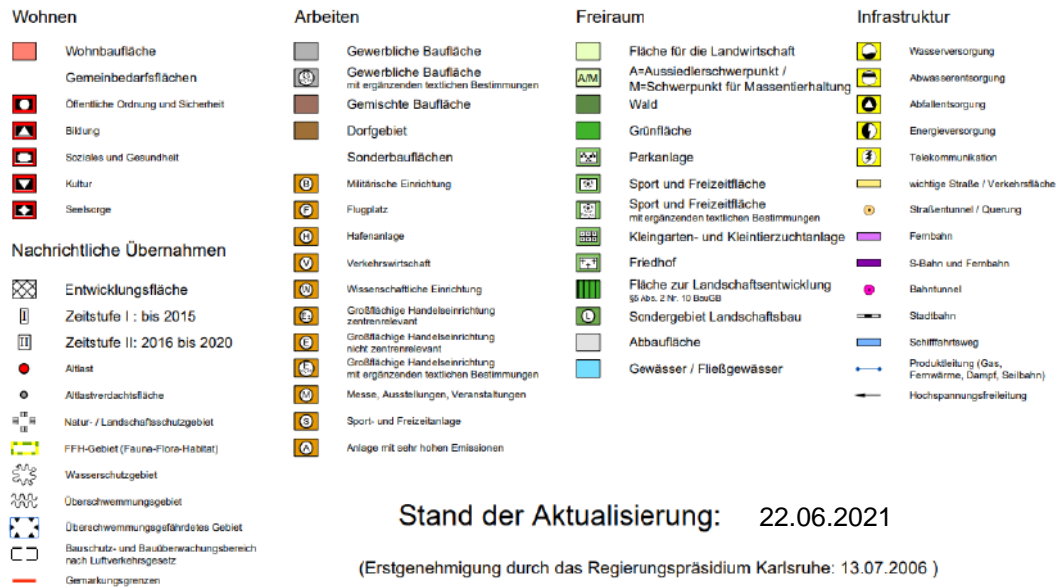 Wohnen
Wohnbaufläche
Gemeinbedarfsflächen
Öffentliche Ordnung und Sicherheit
Bildung
Soziales und Gesundheit
Kultur
Seelsorge
Nachrichtliche Übernahmen
Entwicklungsfläche
I
Zeitstufe I : bis 2015
II
Zeitstufe II: 2016 bis 2020
Altlast
Altlastverdachtsfläche
Natur- / Landschaftsschutzgebiet
FFH-Gebiet (Fauna-Flora-Habitat)
Wasserschutzgebiet
Überschwemmungsgebiet
Überschwemmungsgefährdetes Gebiet
Bauschutz- und Bauüberwachungsbereich
nach Luftverkehrsgesetz
Gemarkungsgrenzen
Arbeiten
Gewerbliche Baufläche
Gewerbliche Baufläche
mit ergänzenden textlichen Bestimmungen
Gemischte Baufläche
Dorfgebiet
Sonderbauflächen
B
Militärische Einrichtung
F
Flugplatz
H
Hafenanlage
V
Verkehrswirtschaft
W
Wissenschaftliche Einrichtung
Großflächige Handelseinrichtung
zentrenrelevant
E
Großflächige Handelseinrichtung
nicht zentrenrelevant
Großflächige Handelseinrichtung
mit ergänzenden textlichen Bestimmungen
M
Messe, Ausstellungen, Veranstaltungen
S
Sport- und Freizeitanlage
A
Anlage mit sehr hohen Emissionen
Freiraum
Fläche für die Landwirtschaft
A/M
A=Aussiedlerschwerpunkt /
M=Schwerpunkt für Massentierhaltung
Wald
Grünfläche
Parkanlage
Sport und Freizeitfläche
Sport und Freizeitfläche
mit ergänzenden textlichen Bestimmungen
Kleingarten- und Kleintierzuchtanlage
Friedhof
Fläche zur Landschaftsentwicklung
§5 Abs. 2 Nr. 10 BauGB
L
Sondergebiet Landschaftsbau
Abbaufläche
Gewässer / Fließgewässer
Infrastruktur
Wasserversorgung
Abwasserentsorgung
Abfallentsorgung
Energieversorgung
Telekommunikation
wichtige Straße / Verkehrsfläche
Straßentunnel / Querung
Fernbahn
S-Bahn und Fernbahn
Bahntunnel
Stadtbahn
Schifffahrtsweg
Produktleitung (Gas,
Fernwärme, Dampf, Seilbahn)
Hochspannungsfreileitung
Stand der Aktualisierung: 22.06.2021
(Erstgenehmigung durch das Regierungspräsidium Karlsruhe: 13.07.2006 )